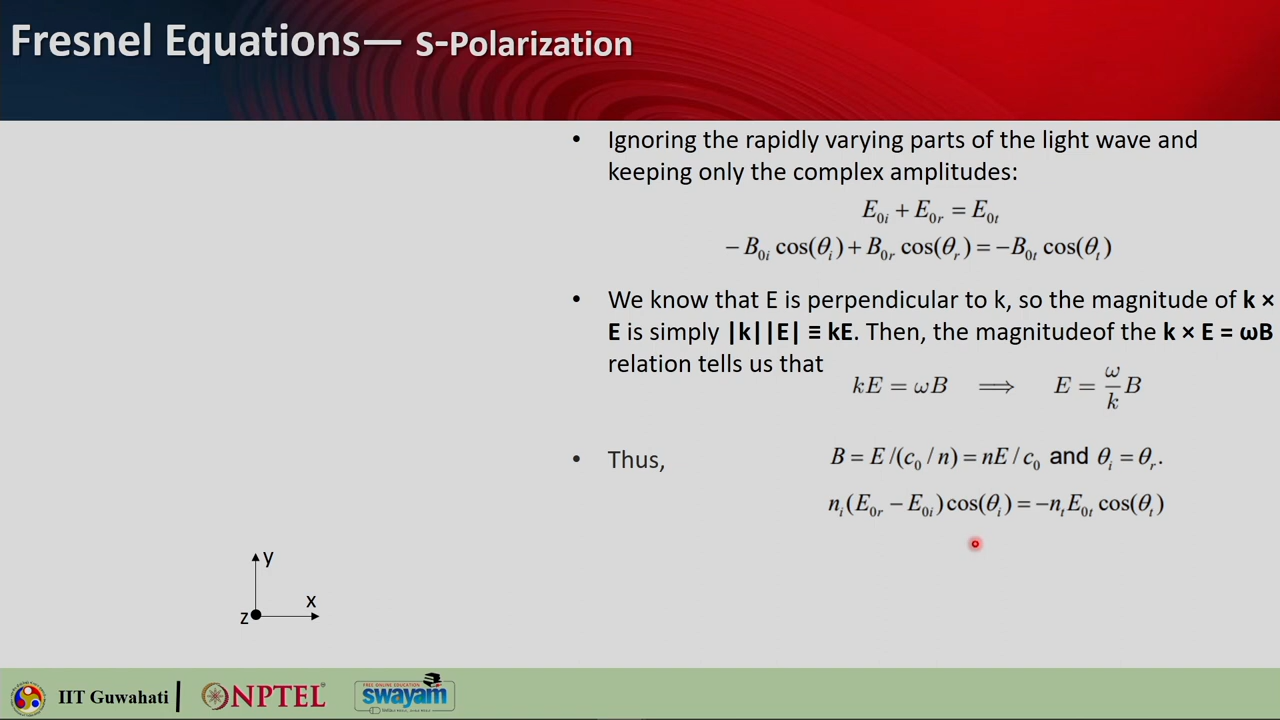 Fresnel Equations— s-Polarization
• Ignoring the rapidly varying parts of the light wave and
keeping only the complex amplitudes:
E₀ᵢ + E₀ᵣ = E₀ₜ
− B₀ᵢ cos(θᵢ) + B₀ᵣ cos(θᵣ) = −B₀ₜ cos(θₜ)
• We know that E is perpendicular to k, so the magnitude of k ×
E is simply |k||E| ≡ kE. Then, the magnitudeof the k × E = ωB
relation tells us that
kE = ωB ⟹ E = ω/k B
• Thus,
B = E /(c₀ / n) = nE / c₀ and θᵢ = θᵣ.
nᵢ(E₀ᵣ − E₀ᵢ)cos(θᵢ) = −nₜE₀ₜ cos(θₜ)
y
x
z
IIT Guwahati
NPTEL
FREE ONLINE EDUCATION
swayam